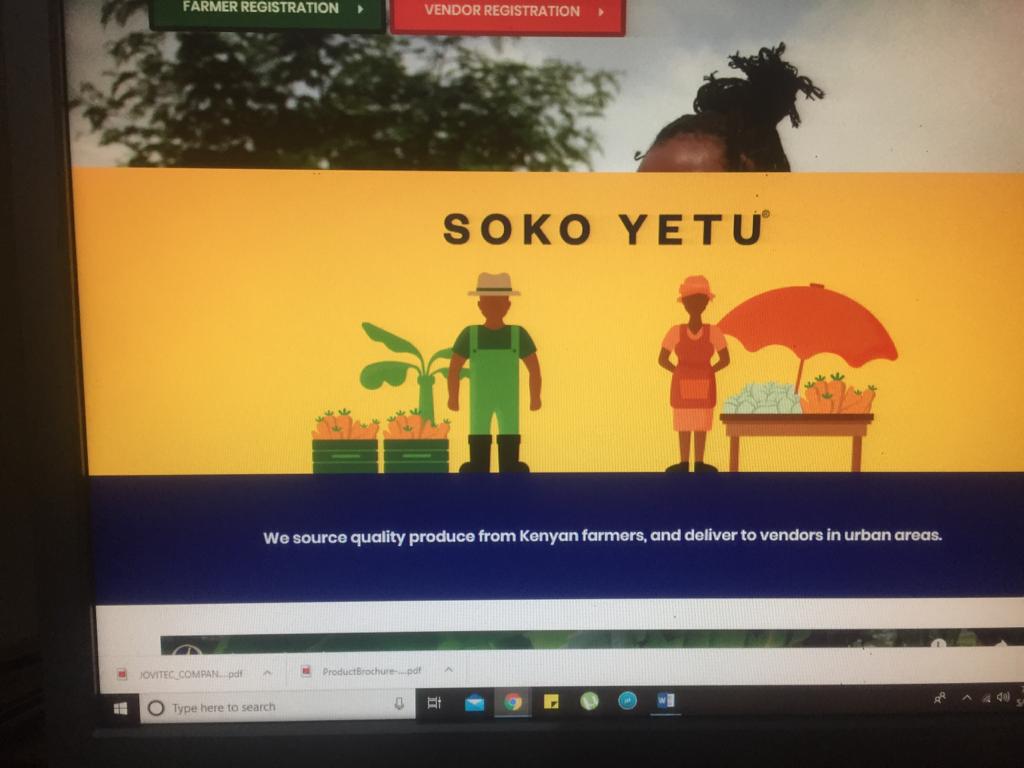 FARMER REGISTRATION
VENDOR REGISTRATION
SOKO YETU®
We source quality produce from Kenyan farmers, and deliver to vendors in urban areas.
JOVITEC_COMPAN....pdf
ProductBrochure-....pdf
Type here to search